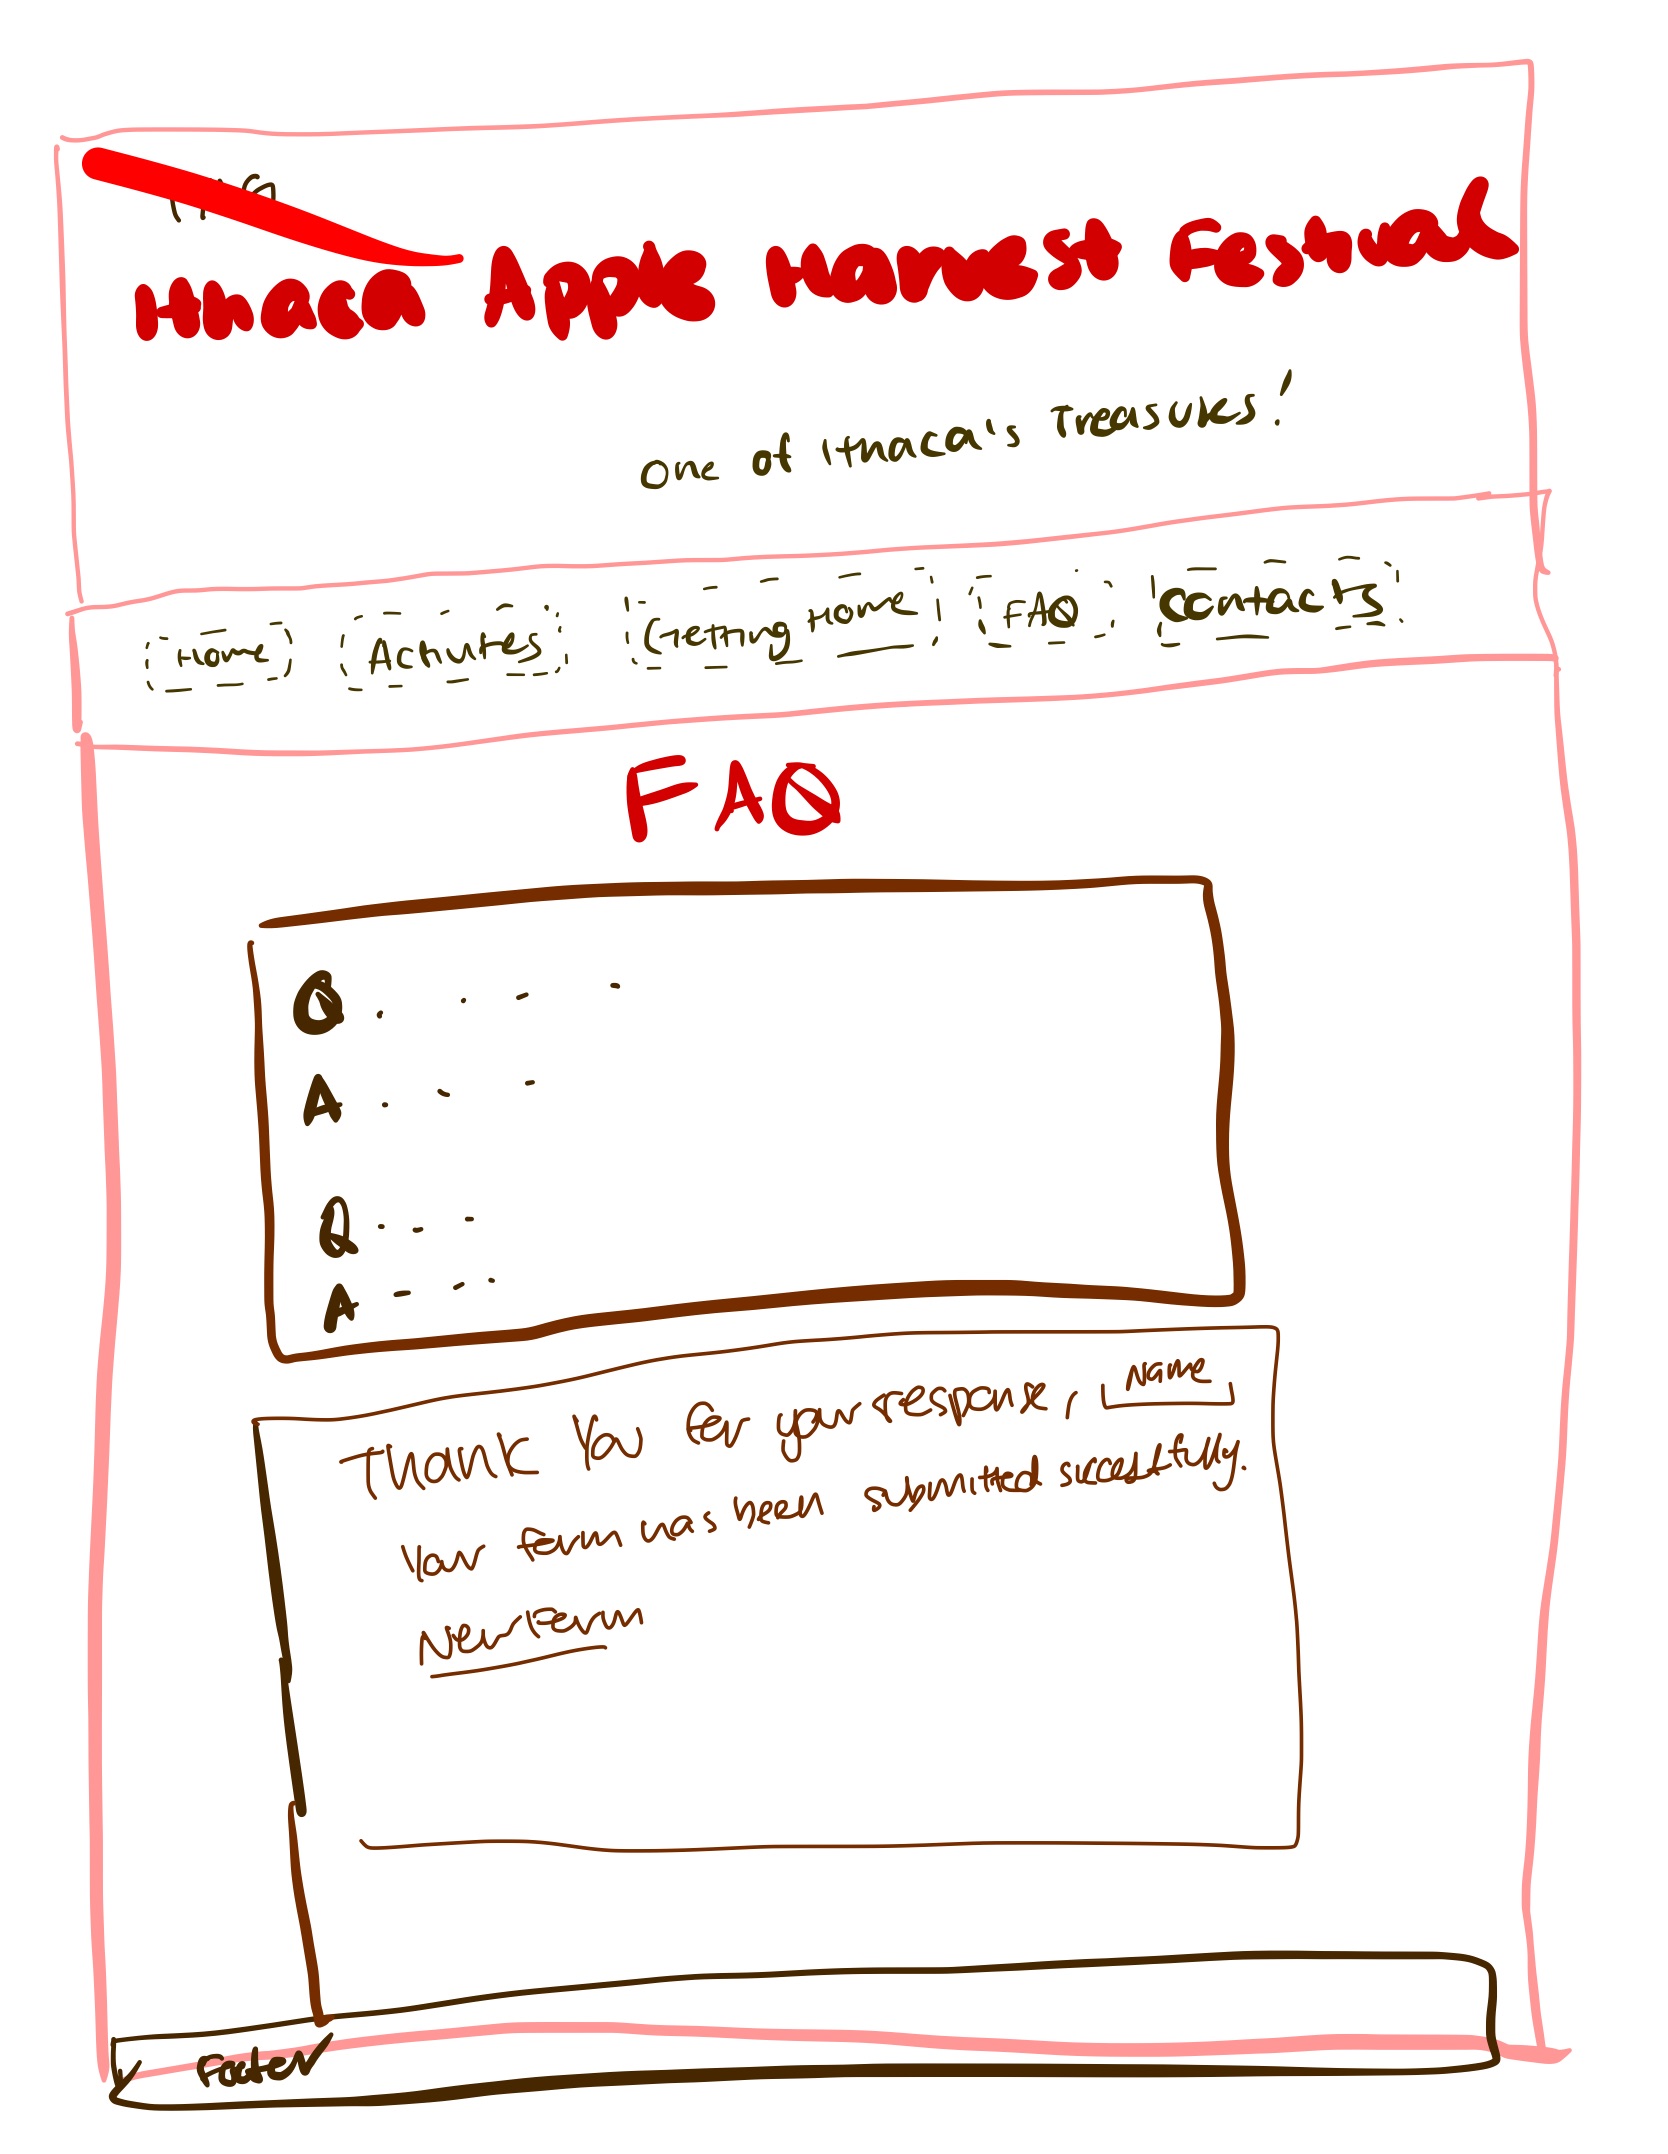 Ithaca Apple Harvest Festival
one of Ithaca's Treasures!
Home Activites Getting Home FAQ Contacts
FAQ
Q . . - -
A . - -
Q - - -
A - - -
Thank You for your response, Name
Your form has been submitted successfully.
New Form
Footer